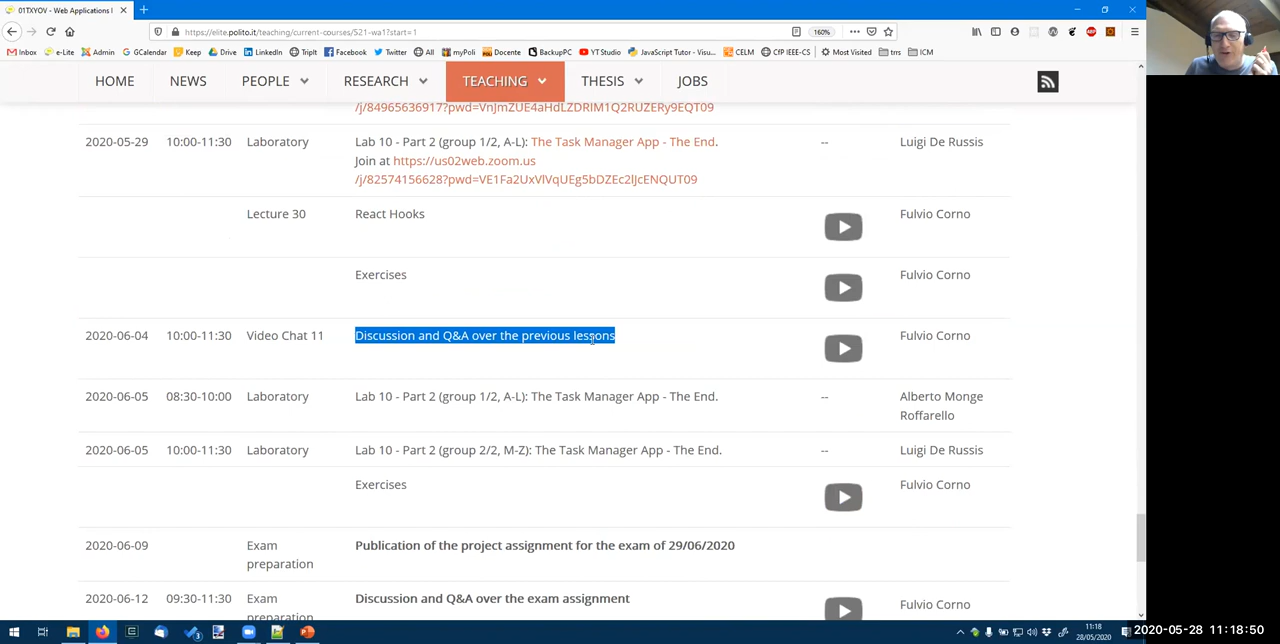 01TXYOV - Web Applications I
https://elite.polito.it/teaching/current-courses/521-wa1?start=1
160%
Inbox e-Lite Admin GCalendar Keep Drive LinkedIn TripIt Facebook Twitter All myPoli Docente BackupPC YT Studio JavaScript Tutor - Visu... CELM CfP IEEE-CS Most Visited trrs ICM
HOME NEWS PEOPLE RESEARCH TEACHING THESIS JOBS
/j/84965636917?pwd=VnJmZUE4aHdLZDRIM1Q2RUZERy9EQT09
2020-05-29 10:00-11:30 Laboratory Lab 10 - Part 2 (group 1/2, A-L): The Task Manager App - The End. -- Luigi De Russis
Join at https://us02web.zoom.us
/j/82574156628?pwd=VE1Fa2UxVlVqUEg5bDZEc2lJcENQUT09
Lecture 30 React Hooks Fulvio Corno
Exercises Fulvio Corno
2020-06-04 10:00-11:30 Video Chat 11 Discussion and Q&A over the previous lessons Fulvio Corno
2020-06-05 08:30-10:00 Laboratory Lab 10 - Part 2 (group 1/2, A-L): The Task Manager App - The End. -- Alberto Monge
Roffarello
2020-06-05 10:00-11:30 Laboratory Lab 10 - Part 2 (group 2/2, M-Z): The Task Manager App - The End. -- Luigi De Russis
Exercises Fulvio Corno
2020-06-09 Exam Publication of the project assignment for the exam of 29/06/2020
preparation
2020-06-12 09:30-11:30 Exam Discussion and Q&A over the exam assignment Fulvio Corno
preparation
11:18
28/05/2020
2020-05-28 11:18:50